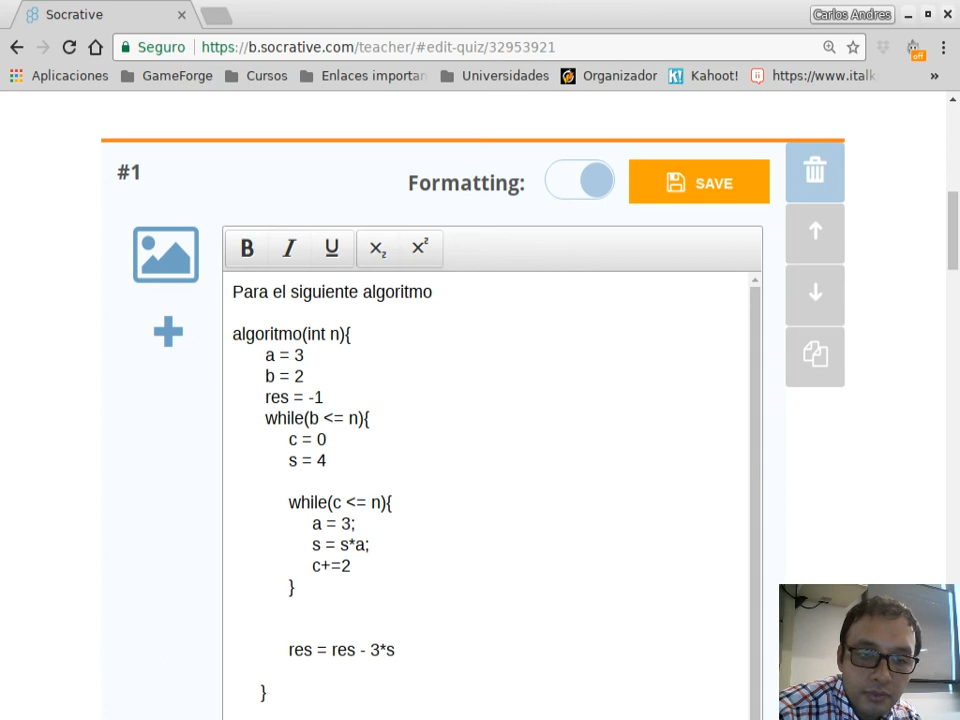 Socrative
Carlos Andres
Seguro https://b.socrative.com/teacher/#edit-quiz/32953921
Aplicaciones GameForge Cursos Enlaces importan Universidades Organizador Kahoot! https://www.italk »
off
#1
Formatting:
SAVE
B I U x₂ x²
Para el siguiente algoritmo
algoritmo(int n){
a = 3
b = 2
res = -1
while(b <= n){
c = 0
s = 4
while(c <= n){
a = 3;
s = s*a;
c+=2
}
res = res - 3*s
}